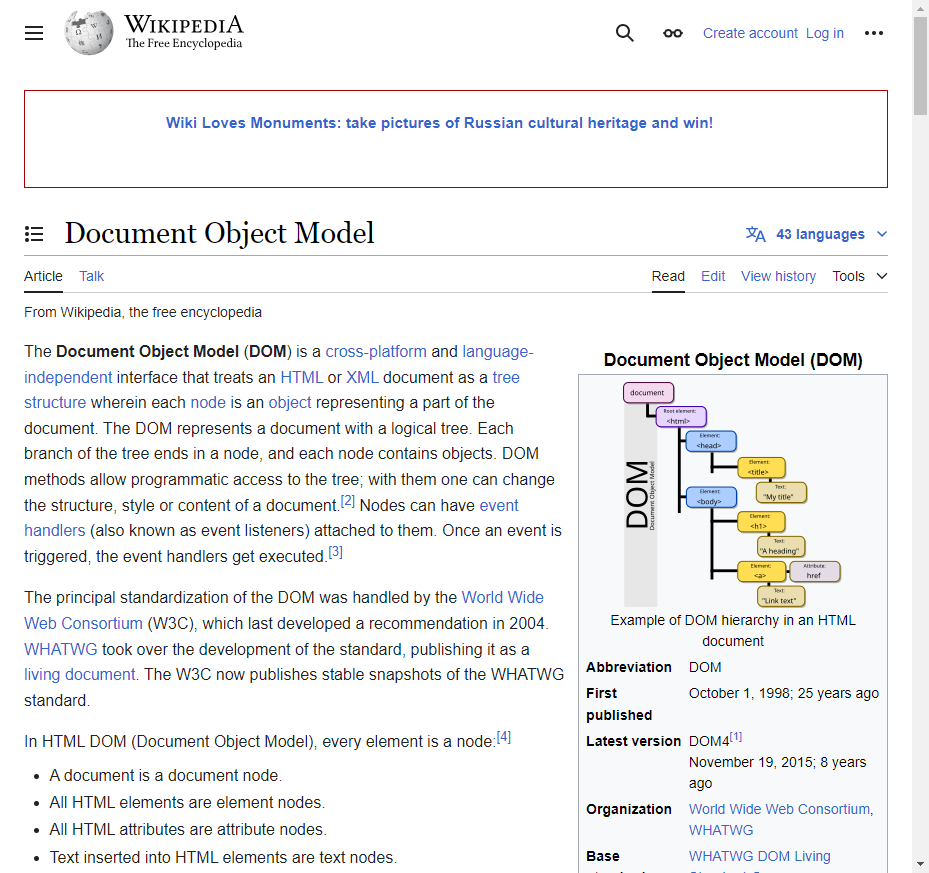 WIKIPEDIA
The Free Encyclopedia
Create account Log in
Wiki Loves Monuments: take pictures of Russian cultural heritage and win!
Document Object Model
43 languages
Article Talk
Read Edit View history Tools
From Wikipedia, the free encyclopedia
The Document Object Model (DOM) is a cross-platform and language-
independent interface that treats an HTML or XML document as a tree
structure wherein each node is an object representing a part of the
document. The DOM represents a document with a logical tree. Each
branch of the tree ends in a node, and each node contains objects. DOM
methods allow programmatic access to the tree; with them one can change
the structure, style or content of a document.[2] Nodes can have event
handlers (also known as event listeners) attached to them. Once an event is
triggered, the event handlers get executed.[3]
The principal standardization of the DOM was handled by the World Wide
Web Consortium (W3C), which last developed a recommendation in 2004.
WHATWG took over the development of the standard, publishing it as a
living document. The W3C now publishes stable snapshots of the WHATWG
standard.
In HTML DOM (Document Object Model), every element is a node:[4]
A document is a document node.
All HTML elements are element nodes.
All HTML attributes are attribute nodes.
Text inserted into HTML elements are text nodes.
Document Object Model (DOM)
document
Root element:
<html>
Element:
<head>
Element:
<title>
Text:
"My title"
Element:
<body>
Element:
<h1>
Text:
"A heading"
Element:
<a>
Attribute:
href
Text:
"Link text"
DOM
Document Object Model
Example of DOM hierarchy in an HTML
document
Abbreviation DOM
First October 1, 1998; 25 years ago
published
Latest version DOM4[1]
November 19, 2015; 8 years
ago
Organization World Wide Web Consortium,
WHATWG
Base WHATWG DOM Living